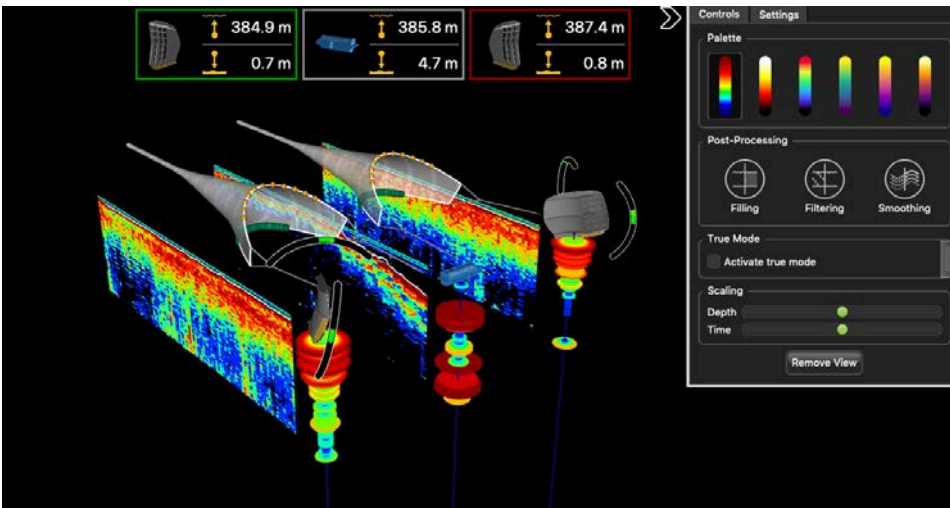 384.9 m
0.7 m
385.8 m
4.7 m
387.4 m
0.8 m
Controls Settings
Palette
Post-Processing
Filling Filtering Smoothing
True Mode
Activate true mode
Scaling
Depth
Time
Remove View